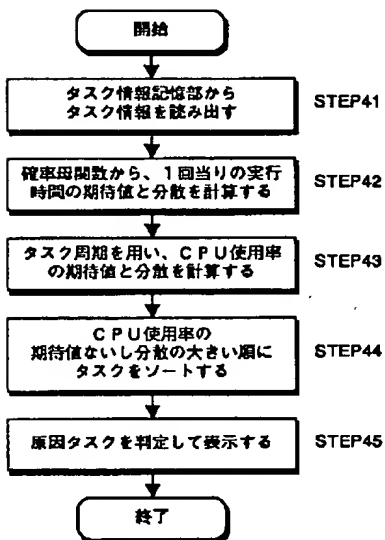 開始
タスク情報記憶部から
タスク情報を読み出す
STEP41
確率母関数から、１回当りの実行
時間の期待値と分散を計算する
STEP42
タスク周期を用い、ＣＰＵ使用率
の期待値と分散を計算する
STEP43
ＣＰＵ使用率の
期待値ないし分散の大きい順に
タスクをソートする
STEP44
原因タスクを判定して表示する
STEP45
終了